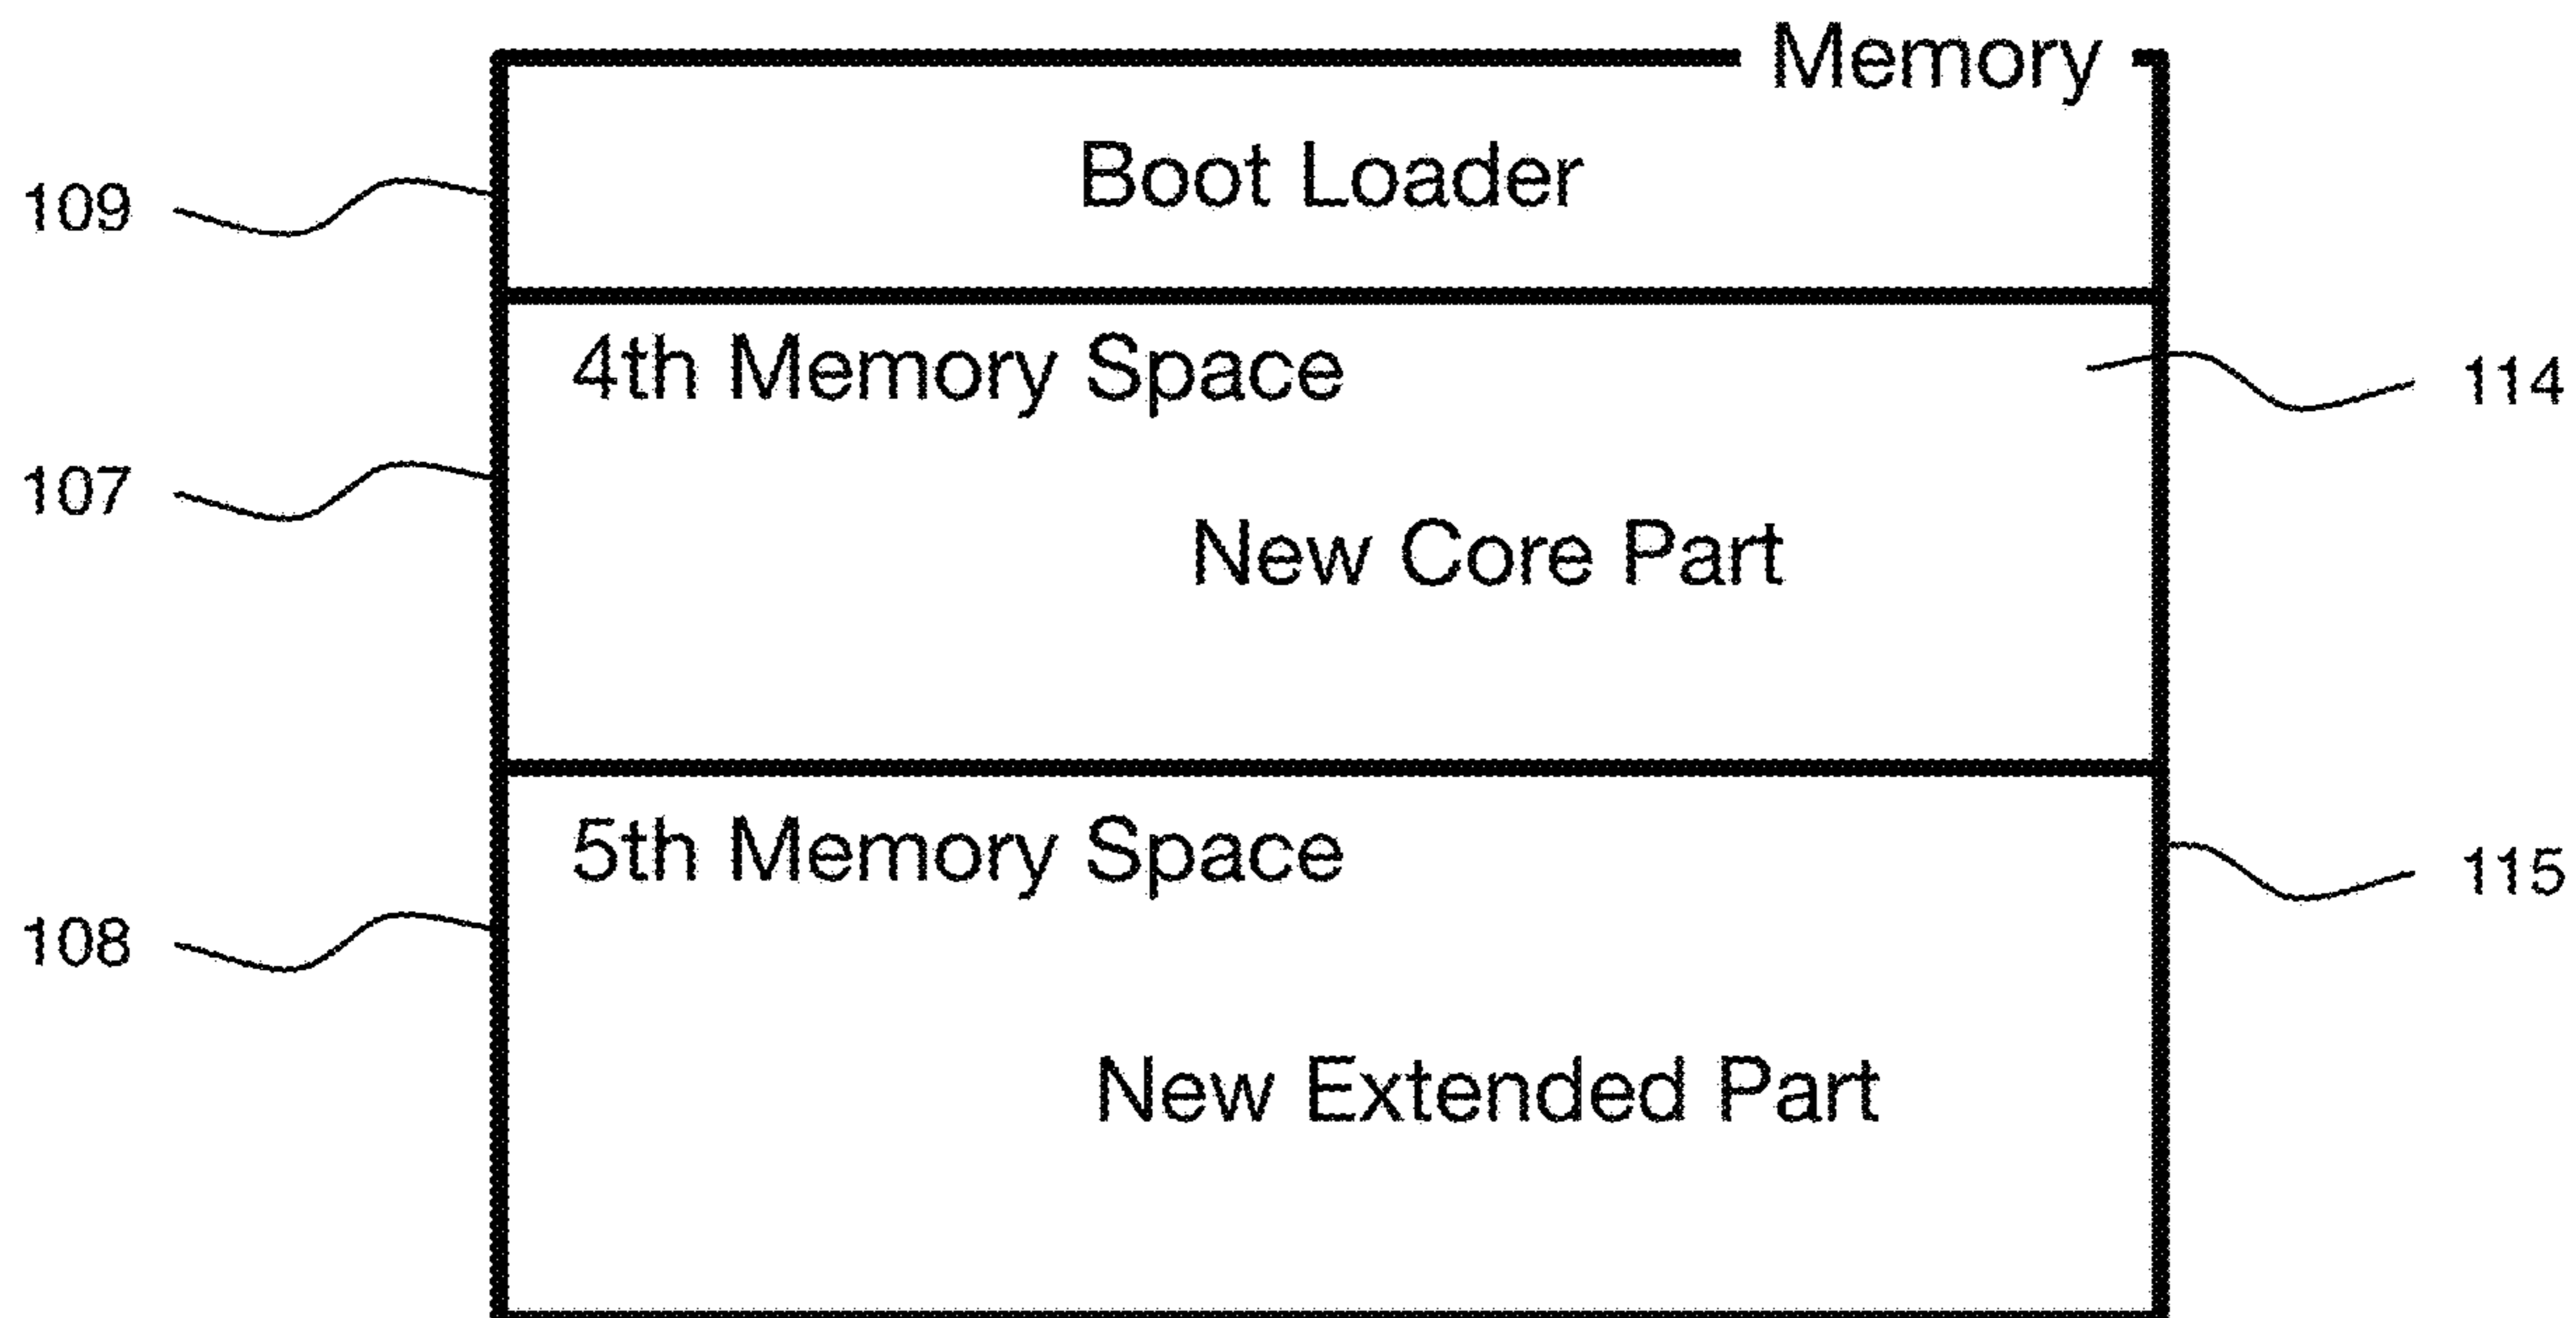 Memory
Boot Loader
109
4th Memory Space
114
107
New Core Part
5th Memory Space
115
108
New Extended Part